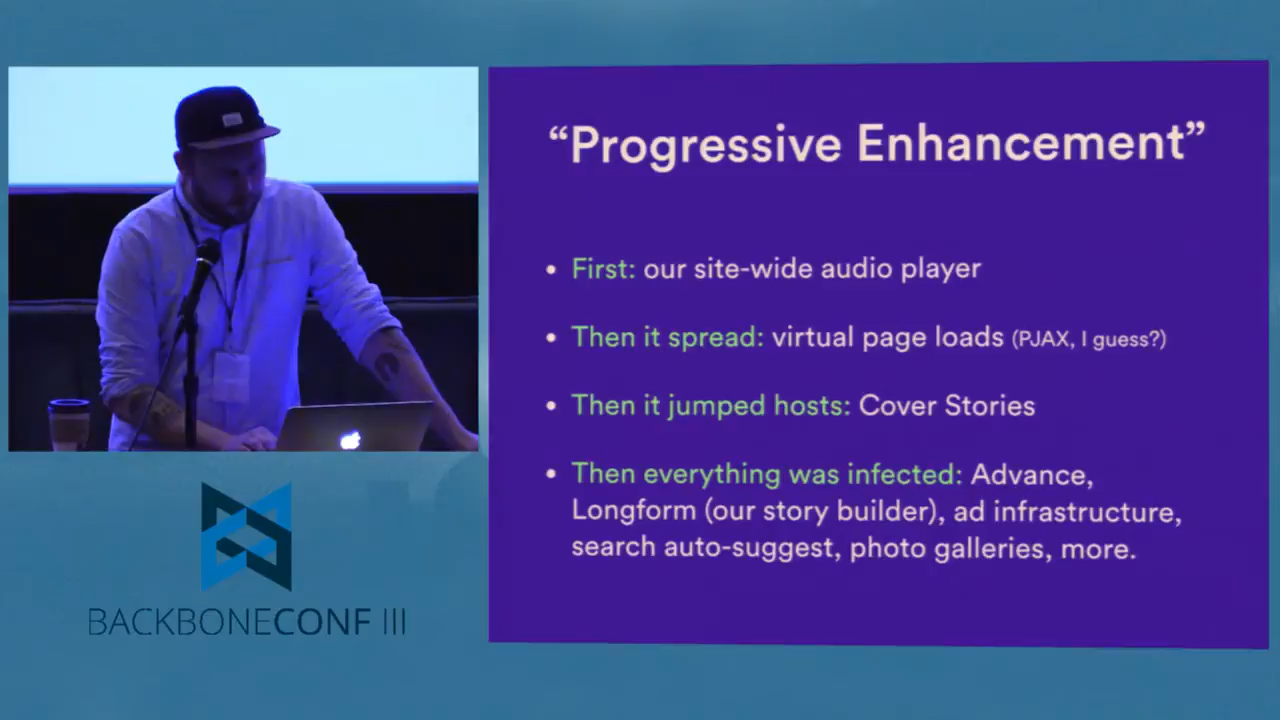 “Progressive Enhancement”
• First: our site-wide audio player
• Then it spread: virtual page loads (PJAX, I guess?)
• Then it jumped hosts: Cover Stories
• Then everything was infected: Advance,
Longform (our story builder), ad infrastructure,
search auto-suggest, photo galleries, more.
BACKBONECONF III